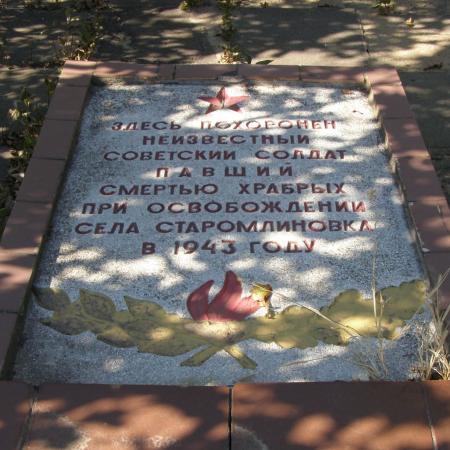 ЗДЕСЬ ПОХОРОНЕН
НЕИЗВЕСТНЫЙ
СОВЕТСКИЙ СОЛДАТ
ПАВШИЙ
СМЕРТЬЮ ХРАБРЫХ
ПРИ ОСВОБОЖДЕНИИ
СЕЛА СТАРОМЛИНОВКА
В 1943 ГОДУ